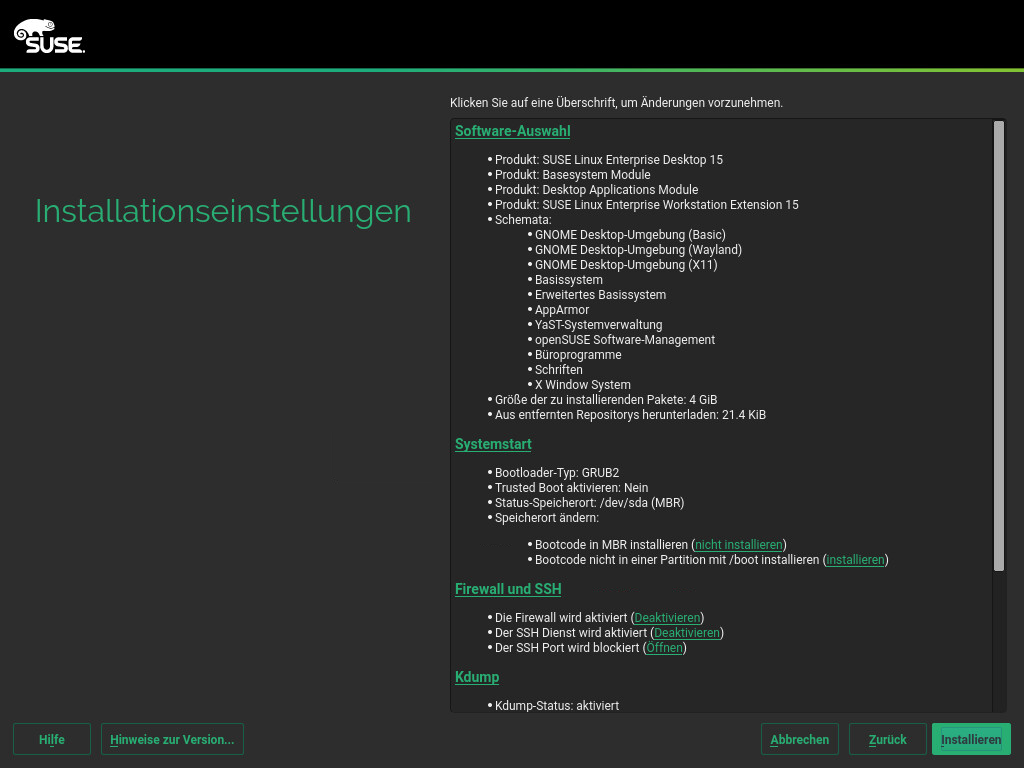 SUSE.
Klicken Sie auf eine Überschrift, um Änderungen vorzunehmen.
Installationseinstellungen
Software-Auswahl
• Produkt: SUSE Linux Enterprise Desktop 15
• Produkt: Basesystem Module
• Produkt: Desktop Applications Module
• Produkt: SUSE Linux Enterprise Workstation Extension 15
• Schemata:
• GNOME Desktop-Umgebung (Basic)
• GNOME Desktop-Umgebung (Wayland)
• GNOME Desktop-Umgebung (X11)
• Basissystem
• Erweitertes Basissystem
• AppArmor
• YaST-Systemverwaltung
• openSUSE Software-Management
• Büroprogramme
• Schriften
• X Window System
• Größe der zu installierenden Pakete: 4 GiB
• Aus entfernten Repositorys herunterladen: 21.4 KiB
Systemstart
• Bootloader-Typ: GRUB2
• Trusted Boot aktivieren: Nein
• Status-Speicherort: /dev/sda (MBR)
• Speicherort ändern:
• Bootcode in MBR installieren (nicht installieren)
• Bootcode nicht in einer Partition mit /boot installieren (installieren)
Firewall und SSH
• Die Firewall wird aktiviert (Deaktivieren)
• Der SSH Dienst wird aktiviert (Deaktivieren)
• Der SSH Port wird blockiert (Öffnen)
Kdump
• Kdump-Status: aktiviert
Hilfe
Hinweise zur Version...
Abbrechen
Zurück
Installieren